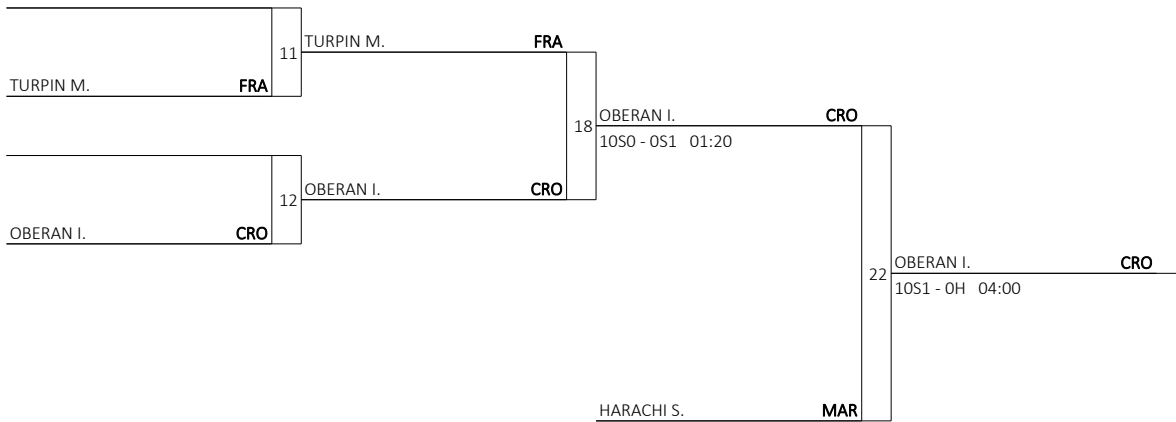 11 TURPIN M. FRA
TURPIN M. FRA
18 OBERAN I. CRO
10S0 - 0S1 01:20
12 OBERAN I. CRO
OBERAN I. CRO
22 OBERAN I. CRO
10S1 - 0H 04:00
HARACHI S. MAR